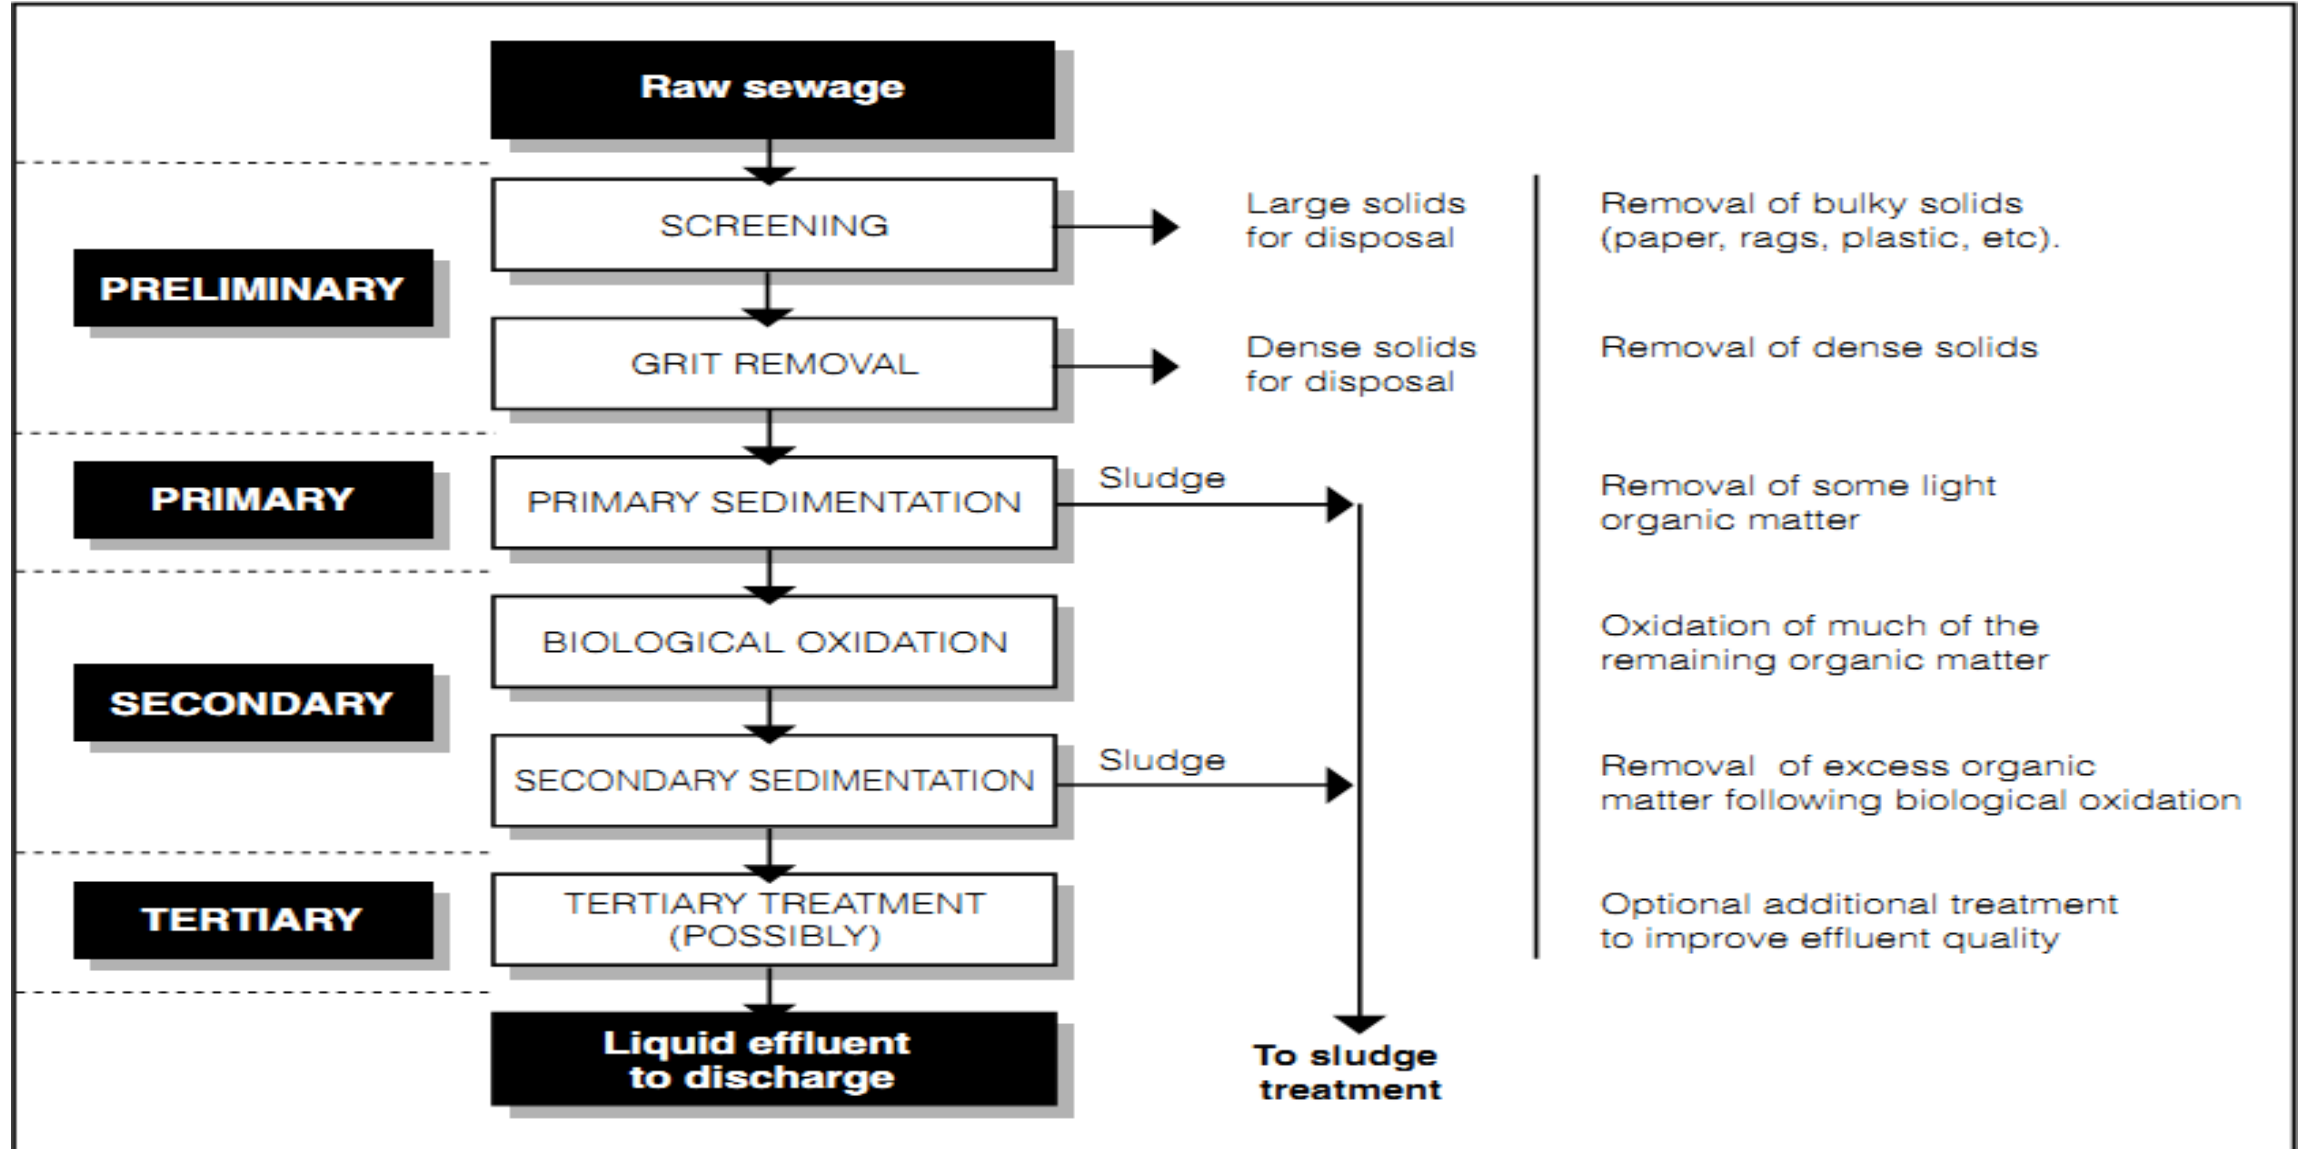 Raw sewage
SCREENING
Large solids
for disposal
Removal of bulky solids
(paper, rags, plastic, etc).
PRELIMINARY
GRIT REMOVAL
Dense solids
for disposal
Removal of dense solids
PRIMARY
PRIMARY SEDIMENTATION
Sludge
Removal of some light
organic matter
BIOLOGICAL OXIDATION
Oxidation of much of the
remaining organic matter
SECONDARY
SECONDARY SEDIMENTATION
Sludge
Removal of excess organic
matter following biological oxidation
TERTIARY
TERTIARY TREATMENT
(POSSIBLY)
Optional additional treatment
to improve effluent quality
Liquid effluent
to discharge
To sludge
treatment